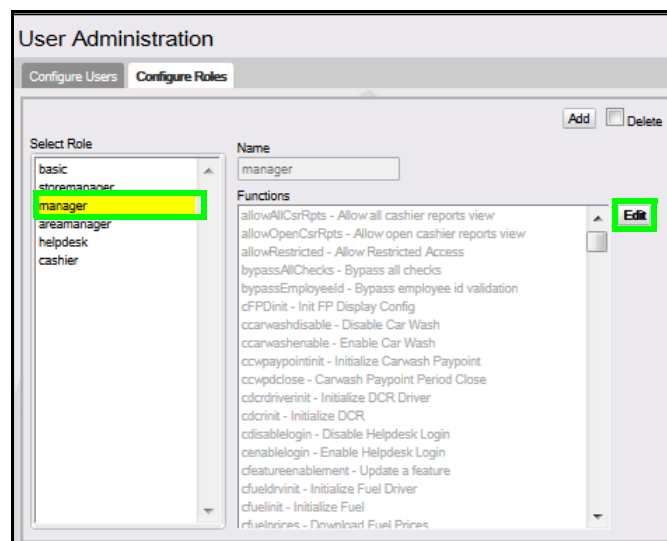 User Administration
Configure Users Configure Roles
Add Delete
Select Role
basic
storemanager
manager
areamanager
helpdesk
cashier
Name
manager
Functions
Edit
allowAllCsrRpts - Allow all cashier reports view
allowOpenCsrRpts - Allow open cashier reports view
allowRestricted - Allow Restricted Access
bypassAllChecks - Bypass all checks
bypassEmployeeId - Bypass employee id validation
cFPDinit - Init FP Display Config
ccarwashdisable - Disable Car Wash
ccarwashenable - Enable Car Wash
ccwpaypointinit - Initialize Carwash Paypoint
ccwpdclose - Carwash Paypoint Period Close
cdcrdriverinit - Initialize DCR Driver
cdcrinit - Initialize DCR
cdisablelogin - Disable Helpdesk Login
cenablelogin - Enable Helpdesk Login
cfeatureenablement - Update a feature
cfueldrvinit - Initialize Fuel Driver
cfuelinit - Initialize Fuel
cfuelprices - Download Fuel Prices